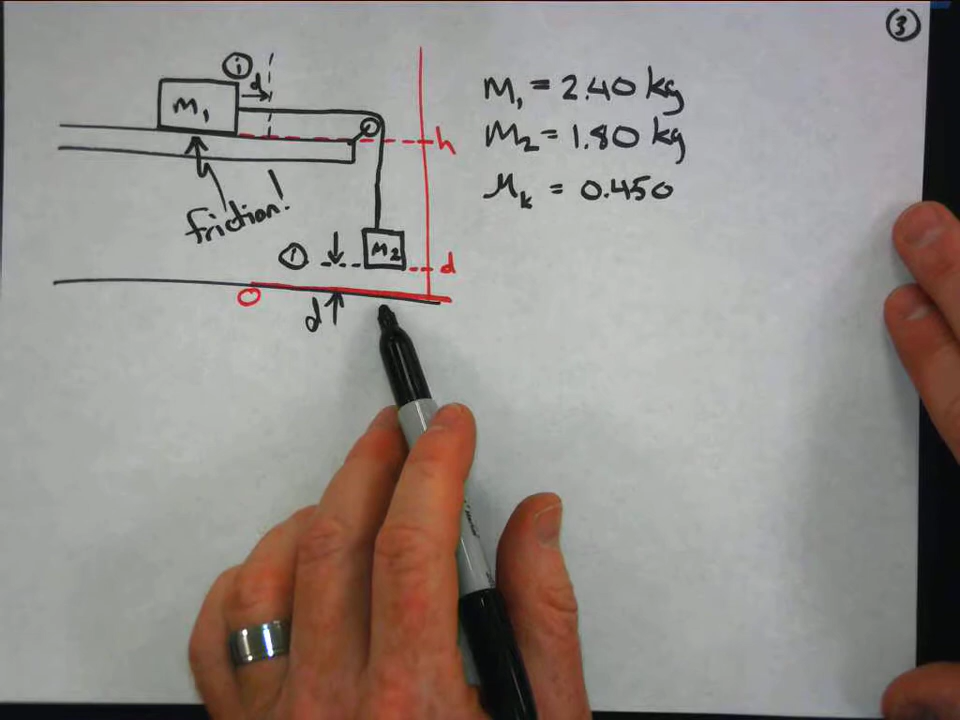 ③
ⓘ
d
m₁
h
friction!
①
m₂
d
0
d
m₁ = 2.40 kg
m₂ = 1.80 kg
μₖ = 0.450